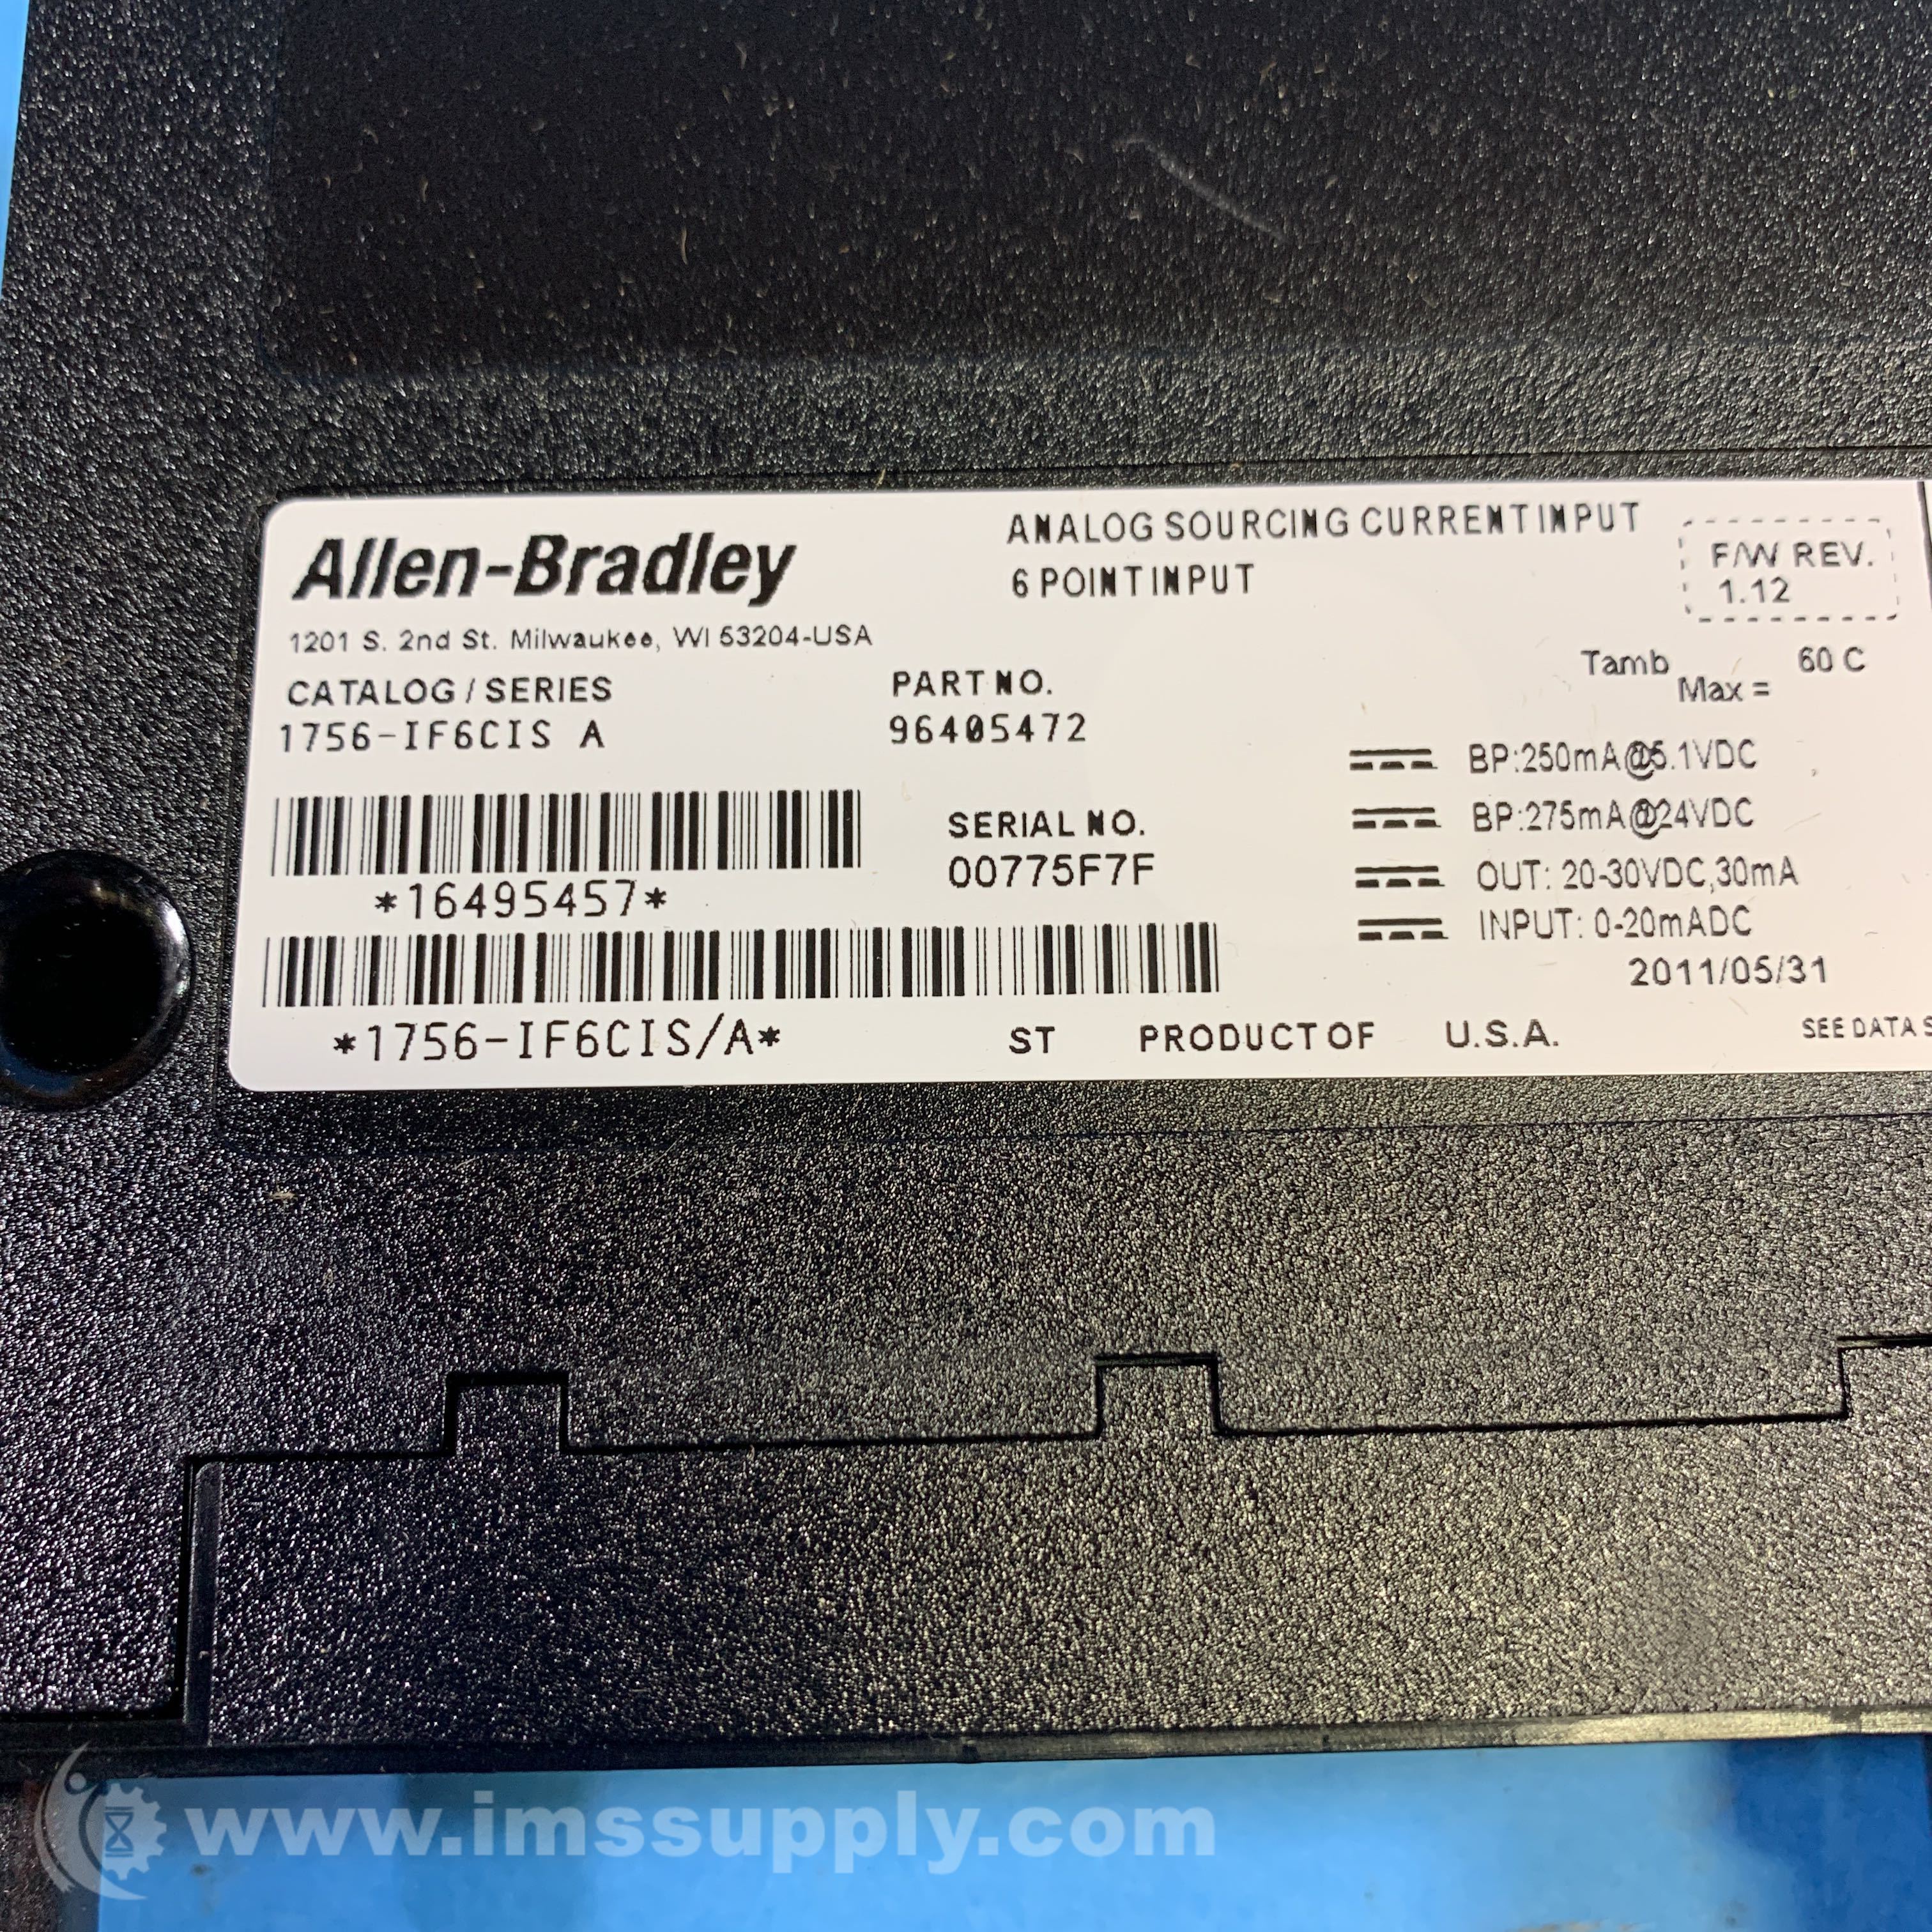 Allen-Bradley
1201 S. 2nd St. Milwaukee, WI 53204-USA
ANALOG SOURCING CURRENT INPUT
6 POINT INPUT
F/W REV.
1.12
CATALOG / SERIES
1756-IF6CIS A
PART NO.
96405472
Tamb
Max =
60 C
BP:250mA@5.1VDC
BP:275mA@24VDC
OUT: 20-30VDC,30mA
INPUT: 0-20mADC
2011/05/31
*16495457*
SERIAL NO.
00775F7F
*1756-IF6CIS/A*
ST PRODUCT OF U.S.A.
SEE DATA S
www.imssupply.com